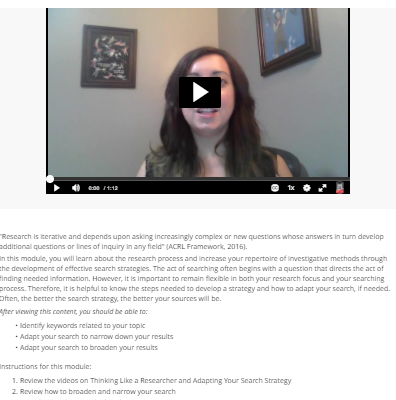 0:00 / 1:12
1x
"Research is iterative and depends upon asking increasingly complex or new questions whose answers in turn develop
additional questions or lines of inquiry in any field" (ACRL Framework, 2016).
In this module, you will learn about the research process and increase your repertoire of investigative methods through
the development of effective search strategies. The act of searching often begins with a question that directs the act of
finding needed information. However, it is important to remain flexible in both your research focus and your searching
process. Therefore, it is helpful to know the steps needed to develop a strategy and how to adapt your search, if needed.
Often, the better the search strategy, the better your sources will be.
After viewing this content, you should be able to:
• Identify keywords related to your topic
• Adapt your search to narrow down your results
• Adapt your search to broaden your results
Instructions for this module:
1. Review the videos on Thinking Like a Researcher and Adapting Your Search Strategy
2. Review how to broaden and narrow your search